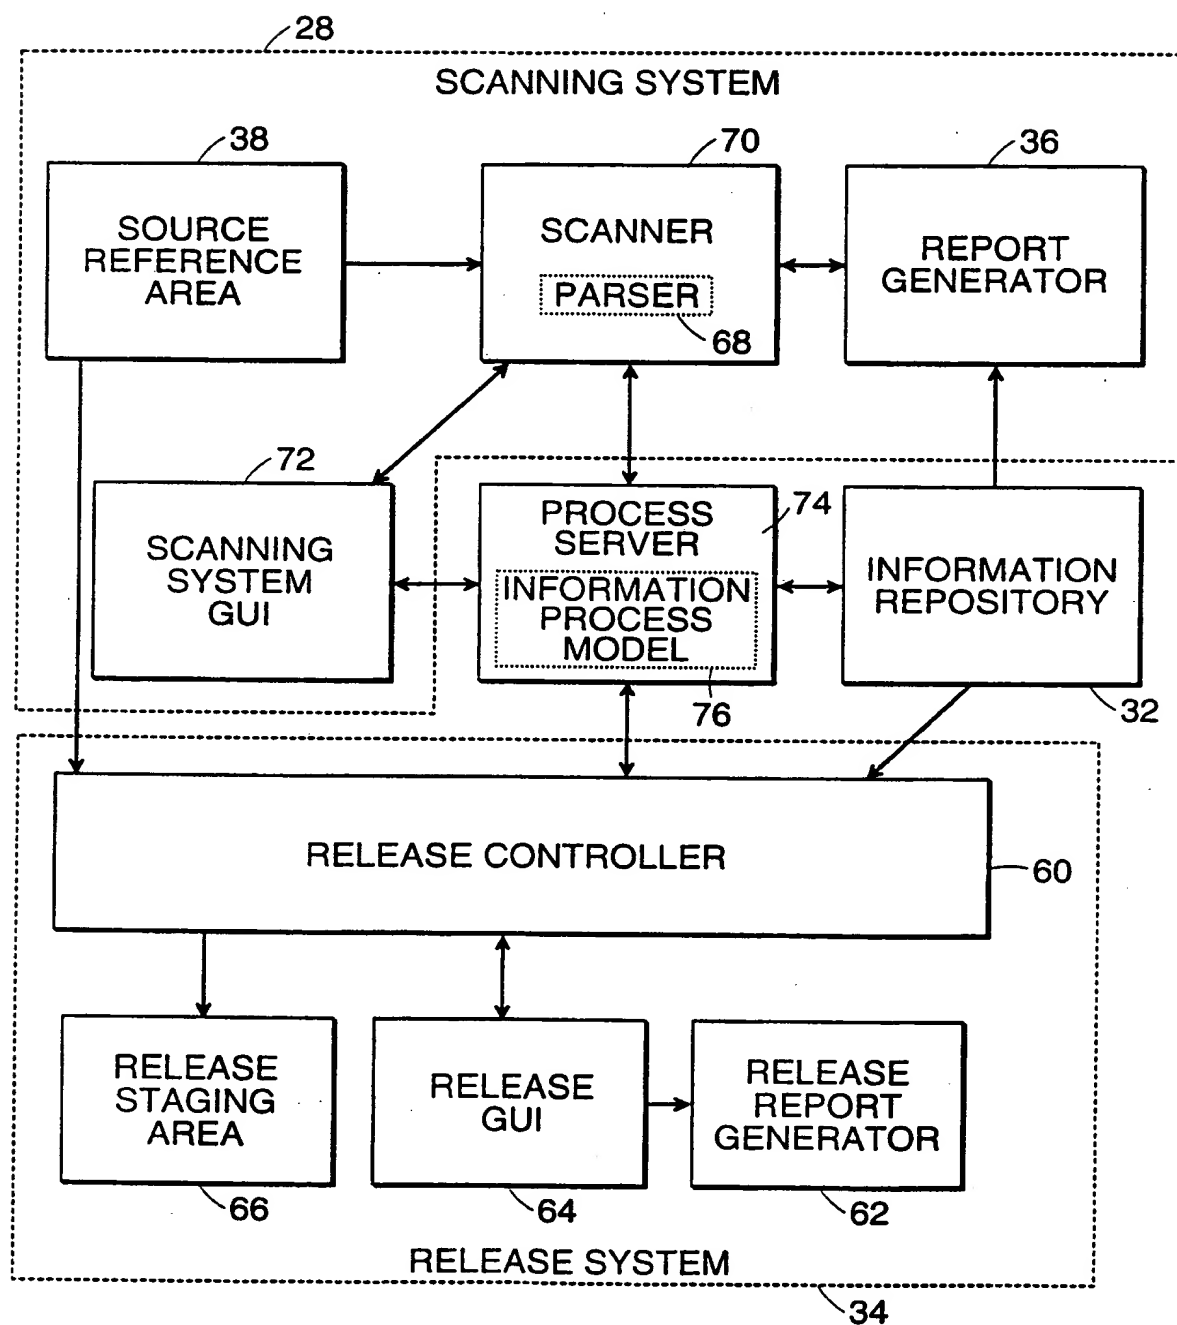 28
SCANNING SYSTEM
38
70
36
SOURCE
REFERENCE
AREA
SCANNER
PARSER
68
REPORT
GENERATOR
72
SCANNING
SYSTEM
GUI
PROCESS
SERVER
74
INFORMATION
PROCESS
MODEL
76
INFORMATION
REPOSITORY
32
RELEASE CONTROLLER
60
RELEASE
STAGING
AREA
66
RELEASE
GUI
64
RELEASE
REPORT
GENERATOR
62
RELEASE SYSTEM
34